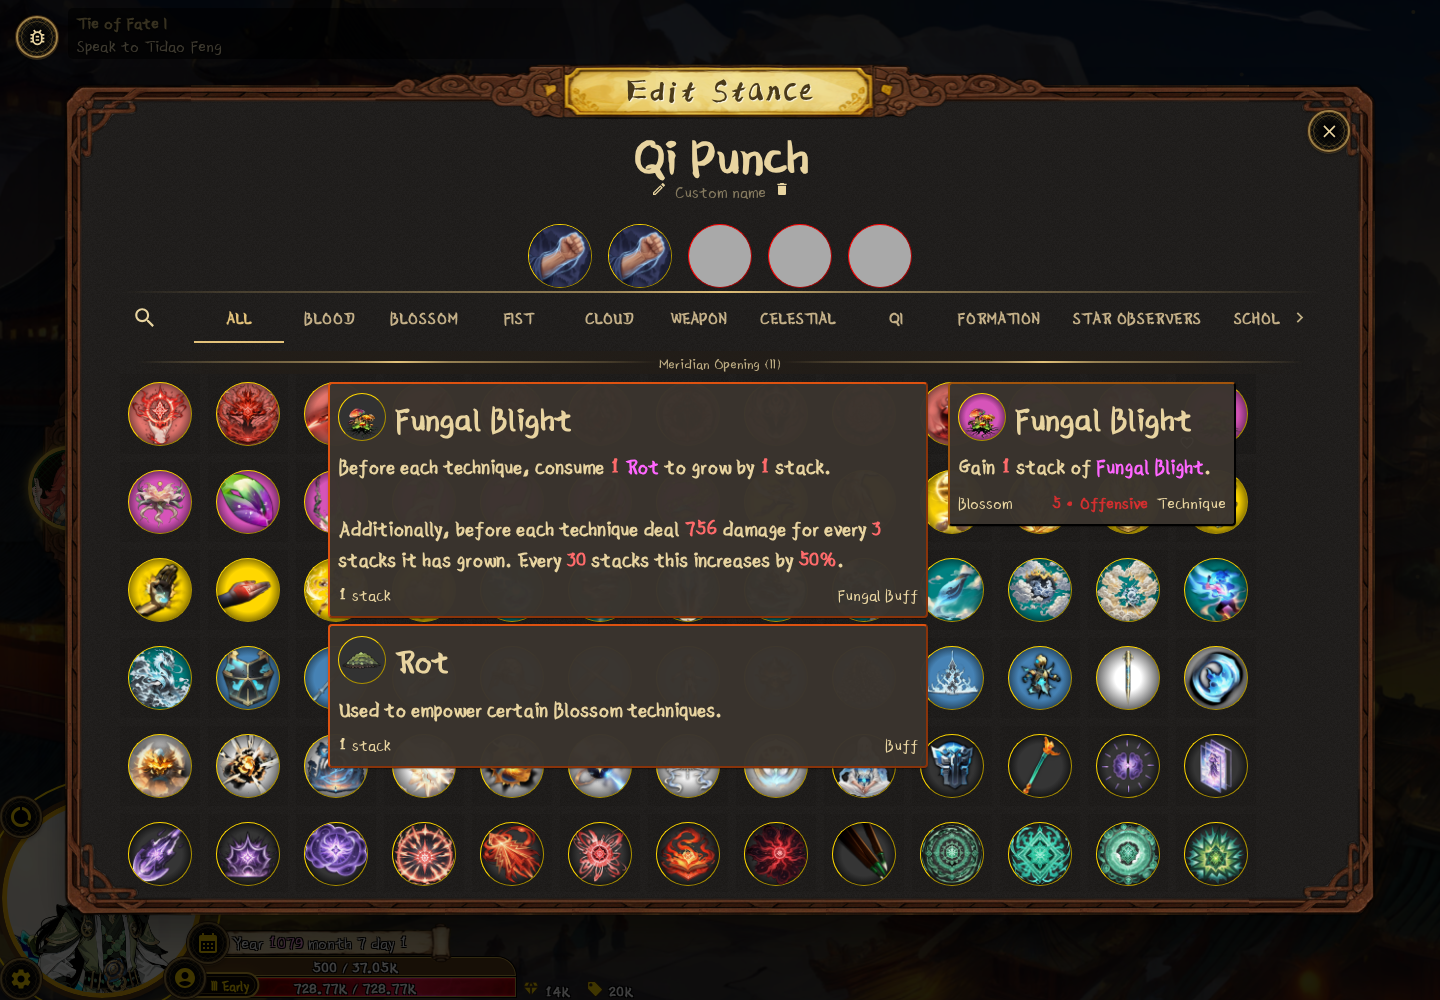 Tie of Fate I
Speak to Tidao Feng
Edit Stance
Qi Punch
Custom name
ALL BLOOD BLOSSOM FIST CLOUD WEAPON CELESTIAL QI FORMATION STAR OBSERVERS SCHOL
Meridian Opening (11)
Fungal Blight
Before each technique, consume 1 Rot to grow by 1 stack.
Additionally, before each technique deal 756 damage for every 3
stacks it has grown. Every 30 stacks this increases by 50%.
1 stack Fungal Buff
Fungal Blight
Gain 1 stack of Fungal Blight.
Blossom 5 • Offensive Technique
Rot
Used to empower certain Blossom techniques.
1 stack Buff
Year 1079 month 7 day 1
500 / 37.05K
Early
728.77K / 728.77K
14K 20K